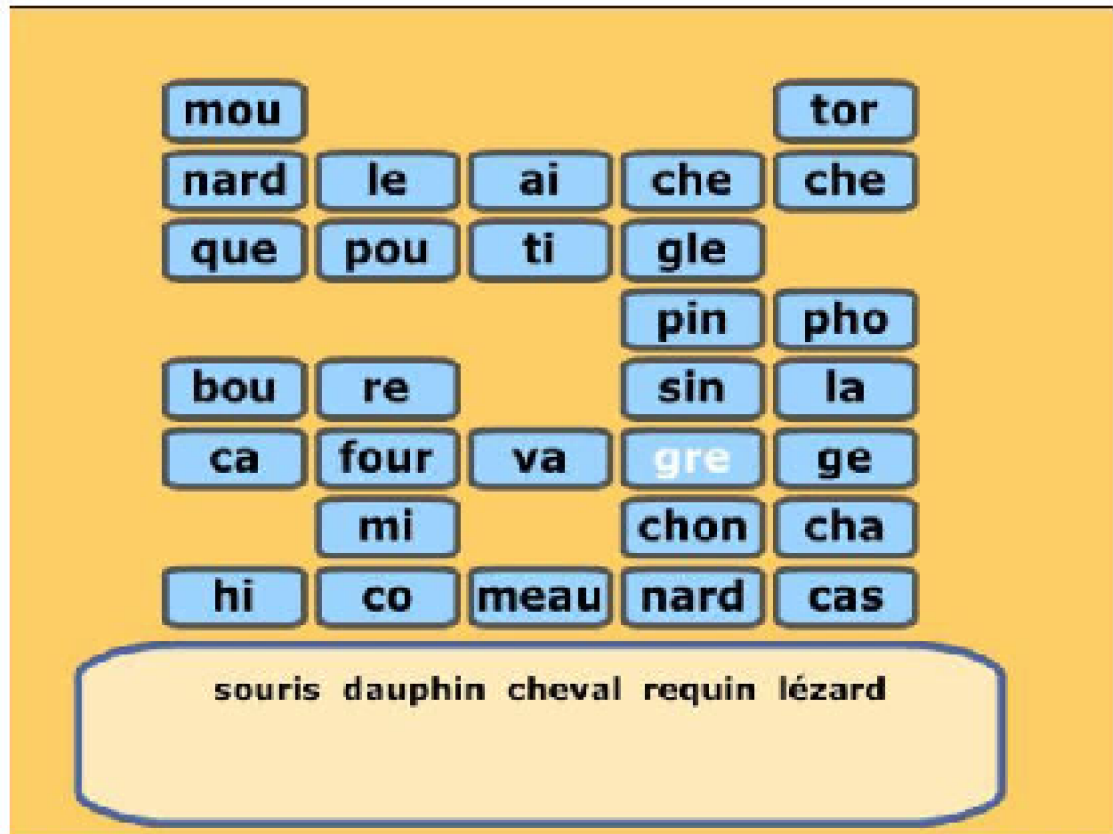 mou tor
nard le ai che che
que pou ti gle
pin pho
bou re sin la
ca four va gre ge
mi chon cha
hi co meau nard cas
souris dauphin cheval requin lézard